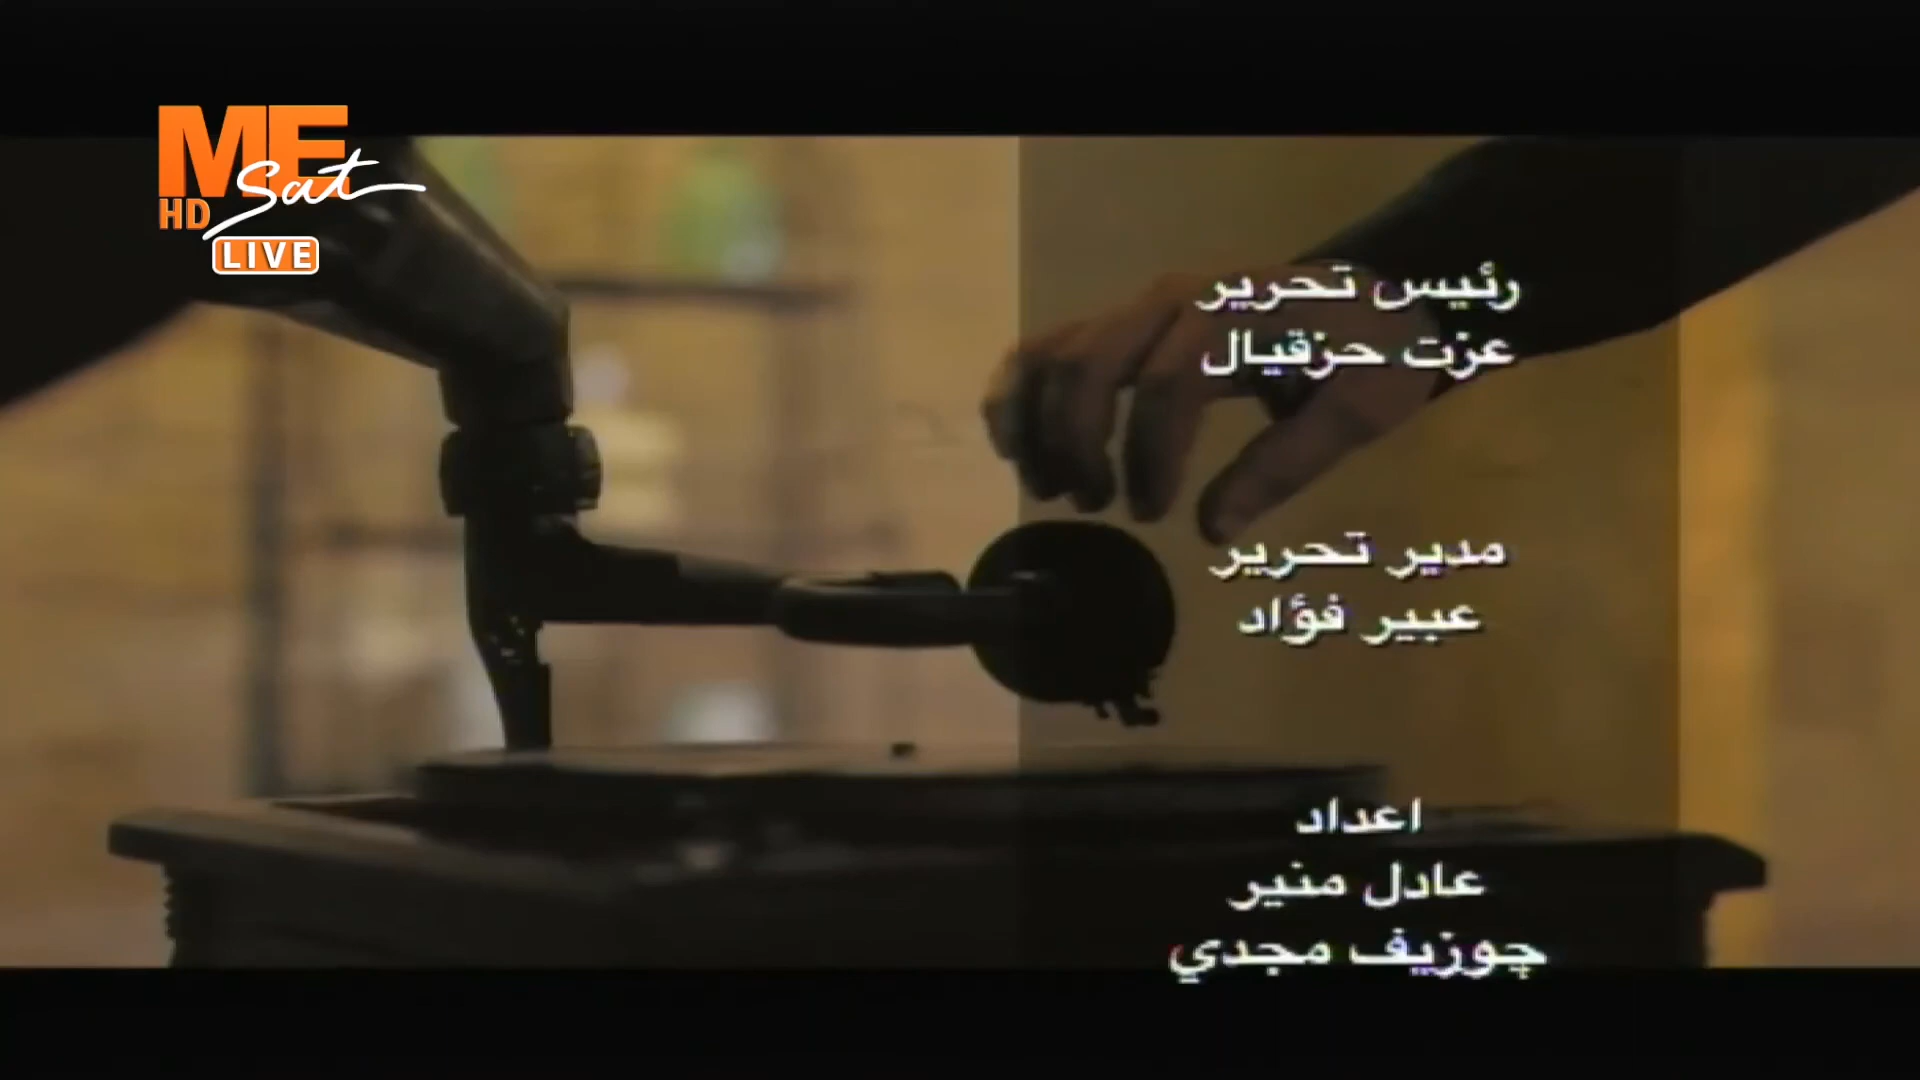 ME
Sat
HD
LIVE
رئيس تحرير
عزت حزقيال
مدير تحرير
عبير فؤاد
اعداد
عادل منير
چوزيف مجدي